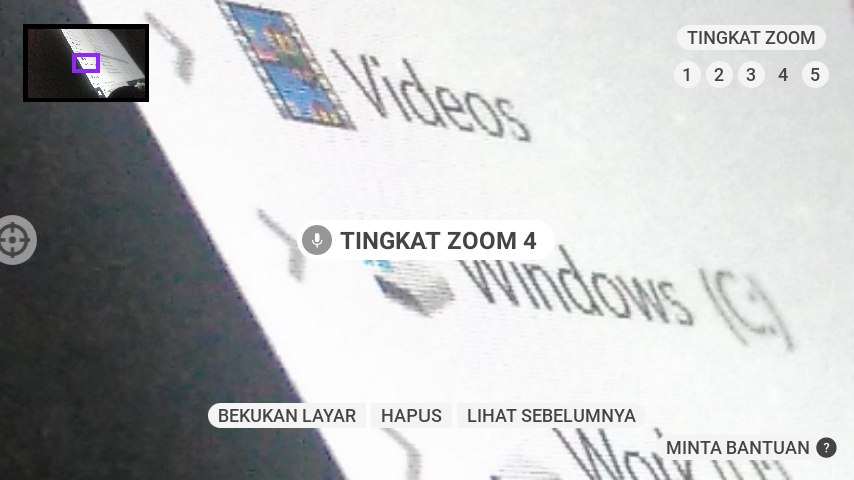 TINGKAT ZOOM
1 2 3 4 5
Videos
TINGKAT ZOOM 4
Windows (C:)
BEKUKAN LAYAR HAPUS LIHAT SEBELUMNYA
MINTA BANTUAN ?